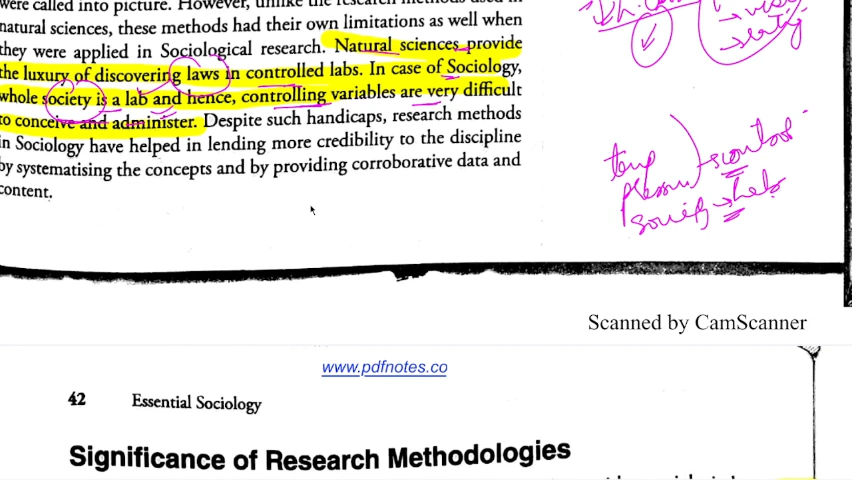 were called into picture. However, unlike the research methods used in
natural sciences, these methods had their own limitations as well when
they were applied in Sociological research. Natural sciences provide
the luxury of discovering laws in controlled labs. In case of Sociology,
whole society is a lab and hence, controlling variables are very difficult
to conceive and administer. Despite such handicaps, research methods
in Sociology have helped in lending more credibility to the discipline
by systematising the concepts and by providing corroborative data and
content.
temp
control
society → lab
Scanned by CamScanner
www.pdfnotes.co
42 Essential Sociology
Significance of Research Methodologies